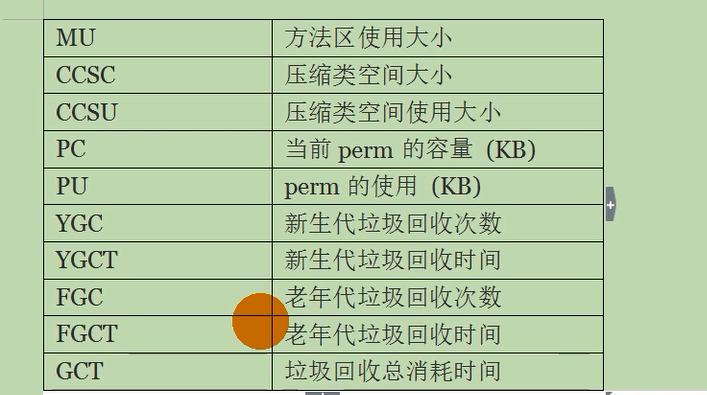 MU 方法区使用大小
CCSC 压缩类空间大小
CCSU 压缩类空间使用大小
PC 当前 perm 的容量 (KB)
PU perm 的使用 (KB)
YGC 新生代垃圾回收次数
YGCT 新生代垃圾回收时间
FGC 老年代垃圾回收次数
FGCT 老年代垃圾回收时间
GCT 垃圾回收总消耗时间